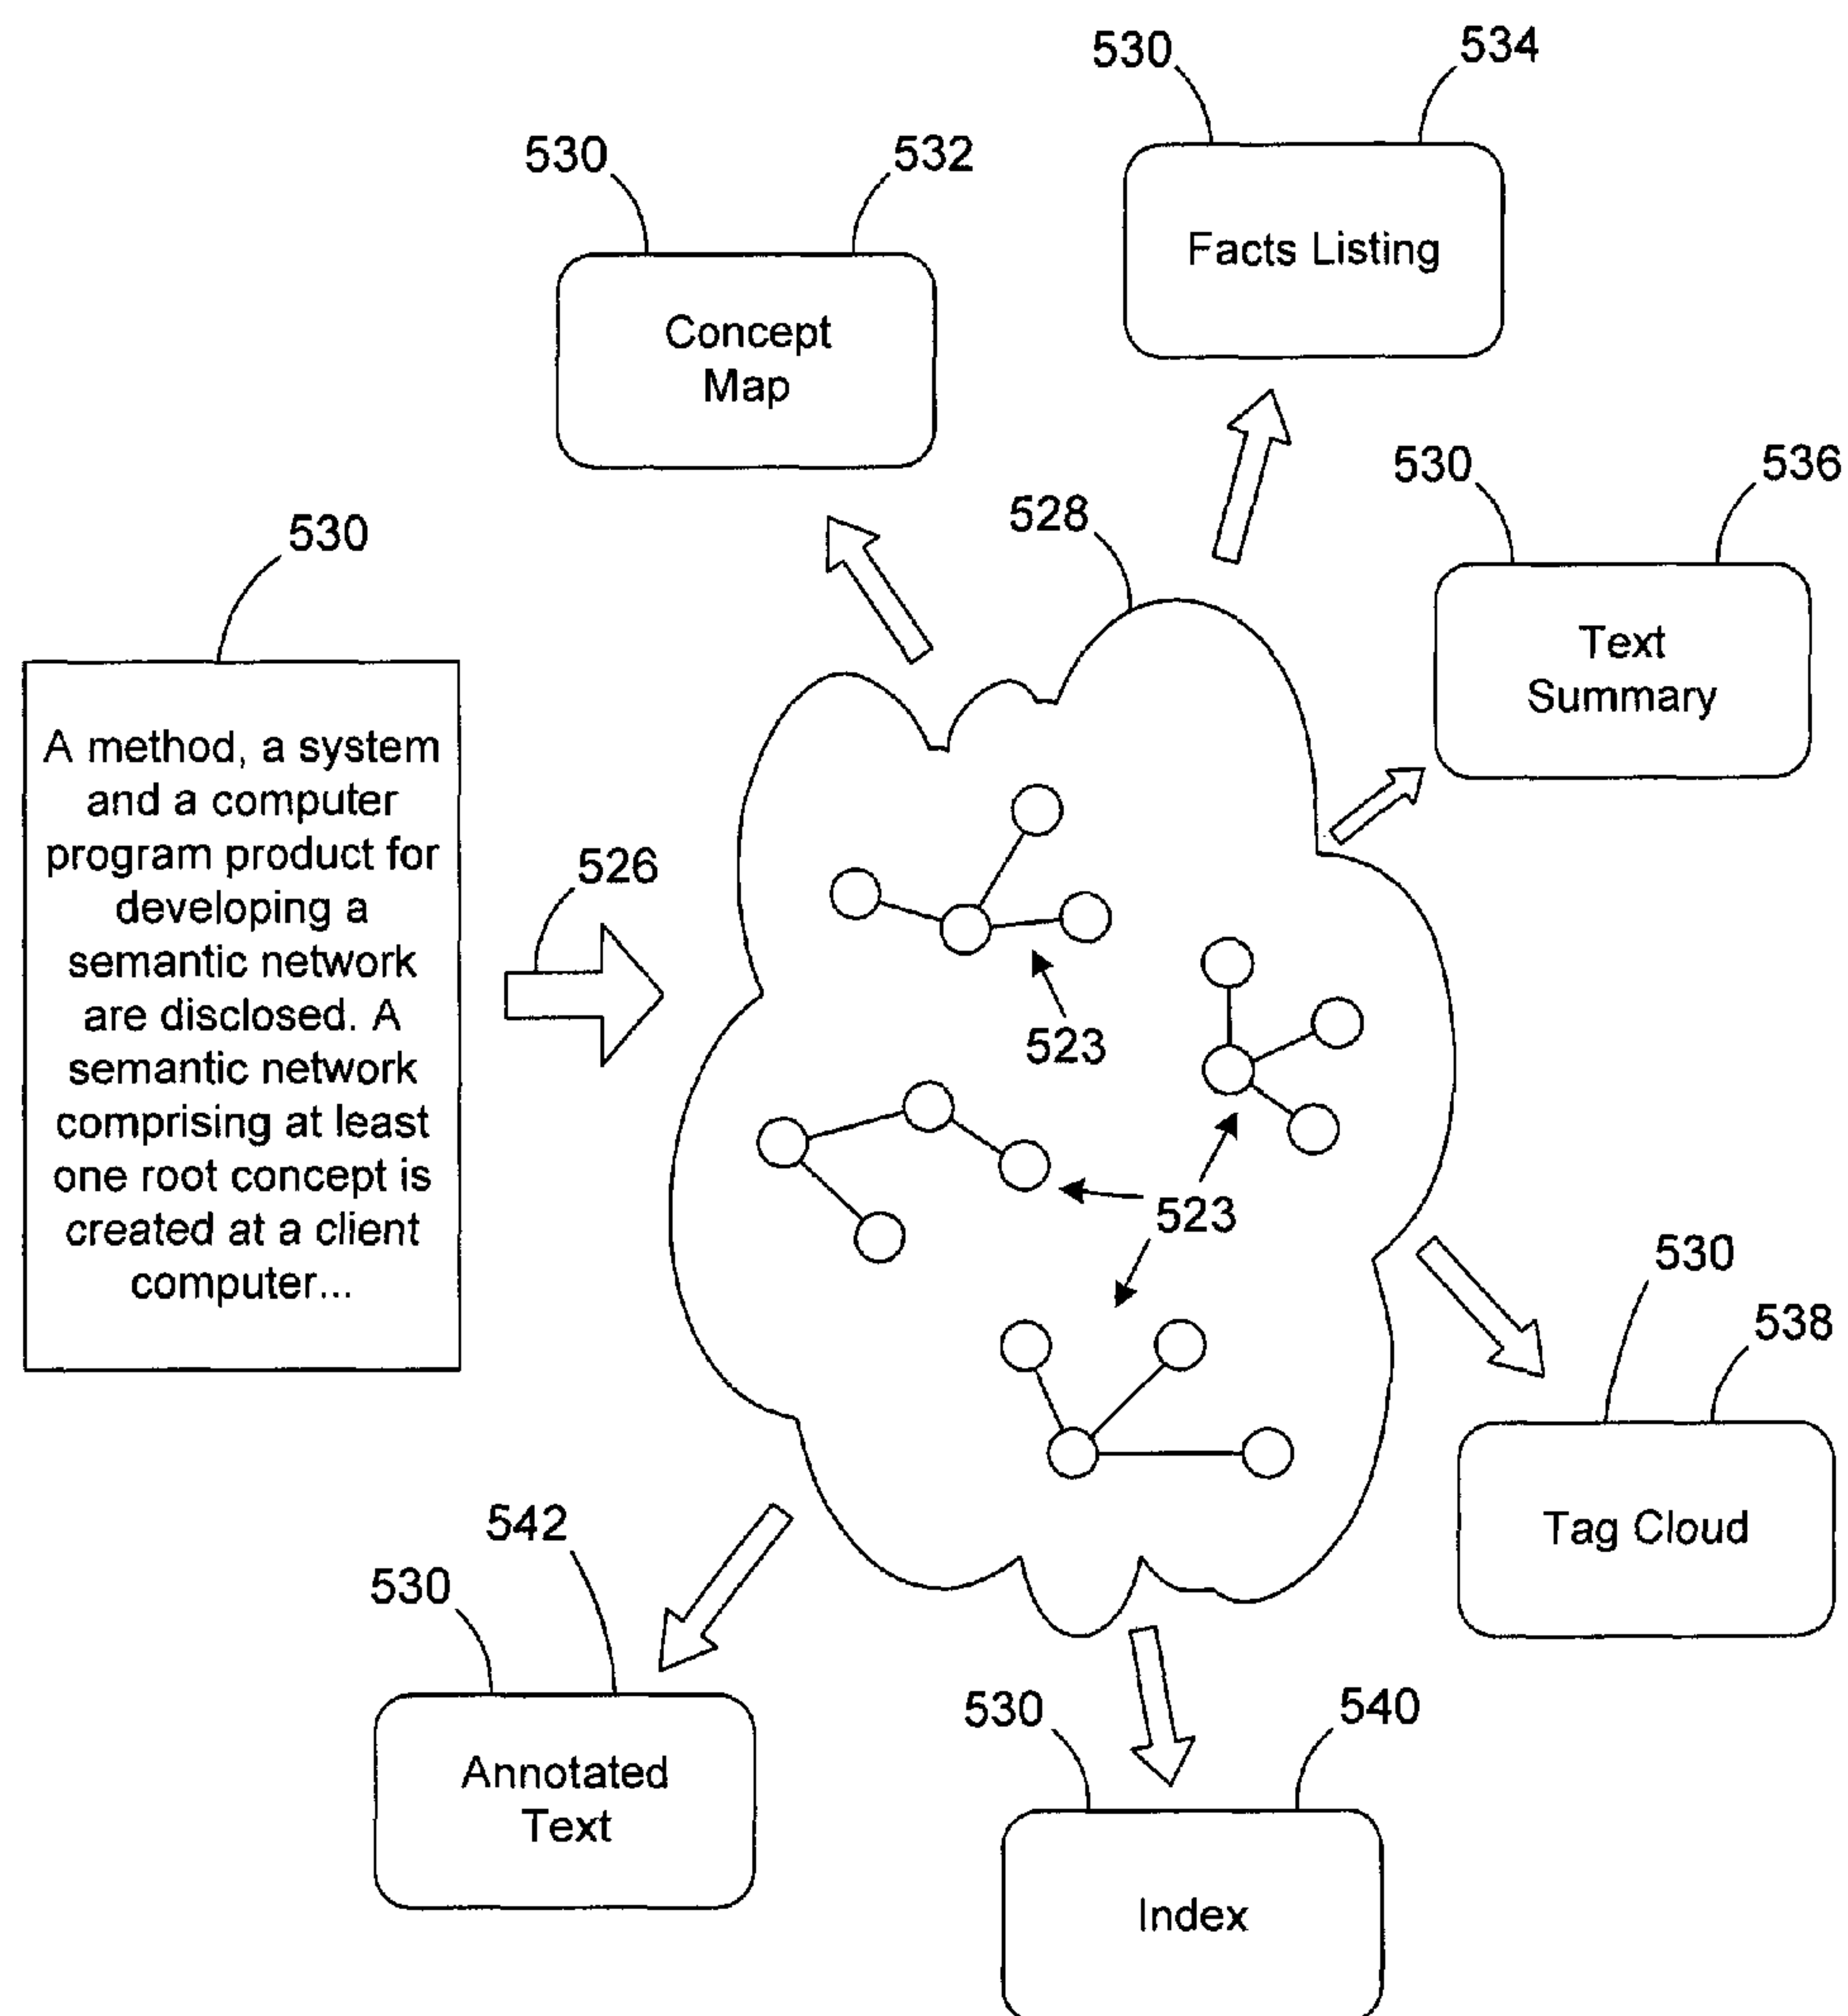 530
534
530
532
Facts Listing
Concept
Map
530
536
528
530
Text
Summary
A method, a system
and a computer
program product for
developing a
semantic network
are disclosed. A
semantic network
comprising at least
one root concept is
created at a client
computer...
526
523
523
530
538
Tag Cloud
542
530
Annotated
Text
530
540
Index